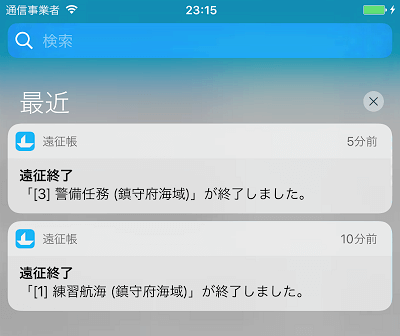 通信事業者 23:15
検索
最近
遠征帳 5分前
遠征終了
「[3] 警備任務 (鎮守府海域)」が終了しました。
遠征帳 10分前
遠征終了
「[1] 練習航海 (鎮守府海域)」が終了しました。